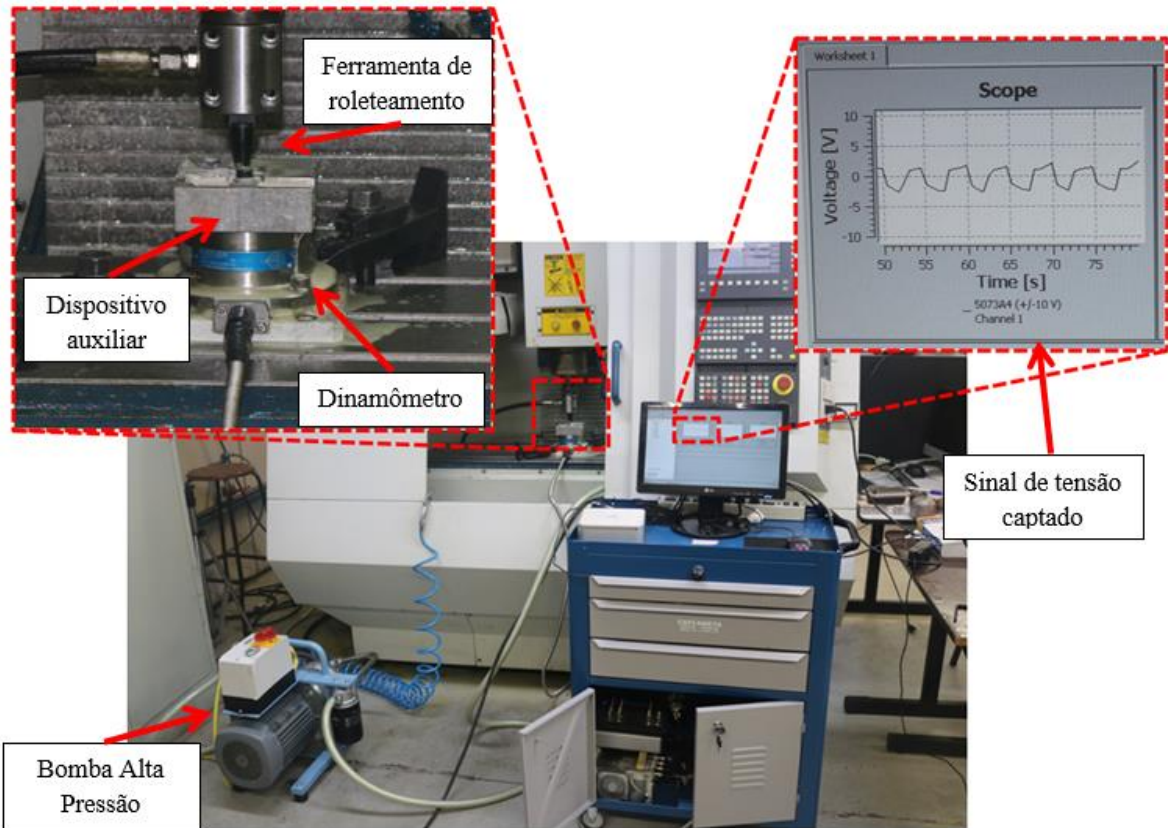 Ferramenta de
roleteamento
Dispositivo
auxiliar
Dinamômetro
Worksheet 1
Scope
Voltage [V]
10
5
0
-5
-10
50 55 60 65 70 75
Time [s]
5073A4 (+/-10 V)
Channel 1
Sinal de tensão
captado
Bomba Alta
Pressão